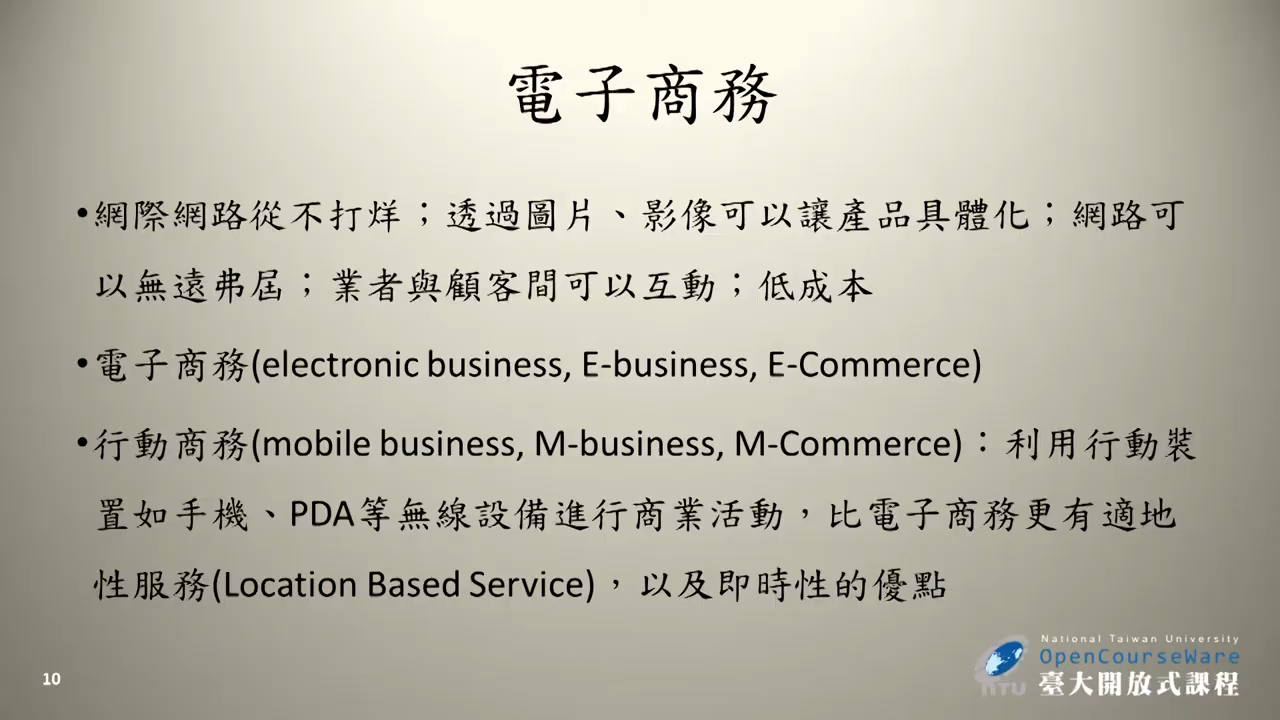 電子商務
•網際網路從不打烊；透過圖片、影像可以讓產品具體化；網路可
以無遠弗屆；業者與顧客間可以互動；低成本
•電子商務(electronic business, E-business, E-Commerce)
•行動商務(mobile business, M-business, M-Commerce)：利用行動裝
置如手機、PDA等無線設備進行商業活動，比電子商務更有適地
性服務(Location Based Service)，以及即時性的優點
10
NTU
National Taiwan University
OpenCourseWare
臺大開放式課程